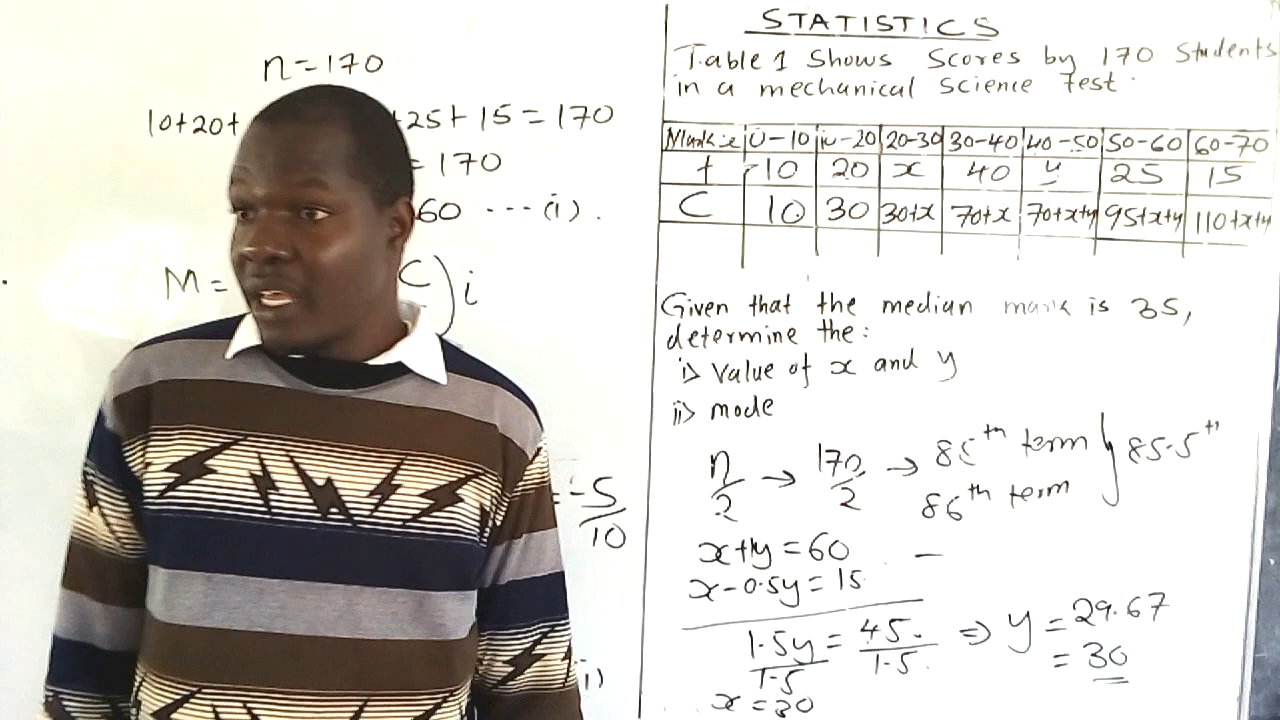 n = 170
10+20+ +25+ 15 = 170
= 170
60 --- (i).
M = C ) i
= -5
10
i)
STATISTICS
Table 1 Shows Scores by 170 Students
in a mechanical Science test.
Marks 0-10 10-20 20-30 30-40 40-50 50-60 60-70
f 10 20 x 40 y 25 15
C 10 30 30+x 70+x 70+x+y 95+x+y 110+x+y
Given that the median mark is 35,
determine the:
i> Value of x and y
ii> mode
n/2 → 170/2 → 85th term } 85.5th
86th term
x+y = 60 —
x-0.5y = 15
1.5y/1.5 = 45/1.5 ⇒ y = 29.67
= 30
x = 30